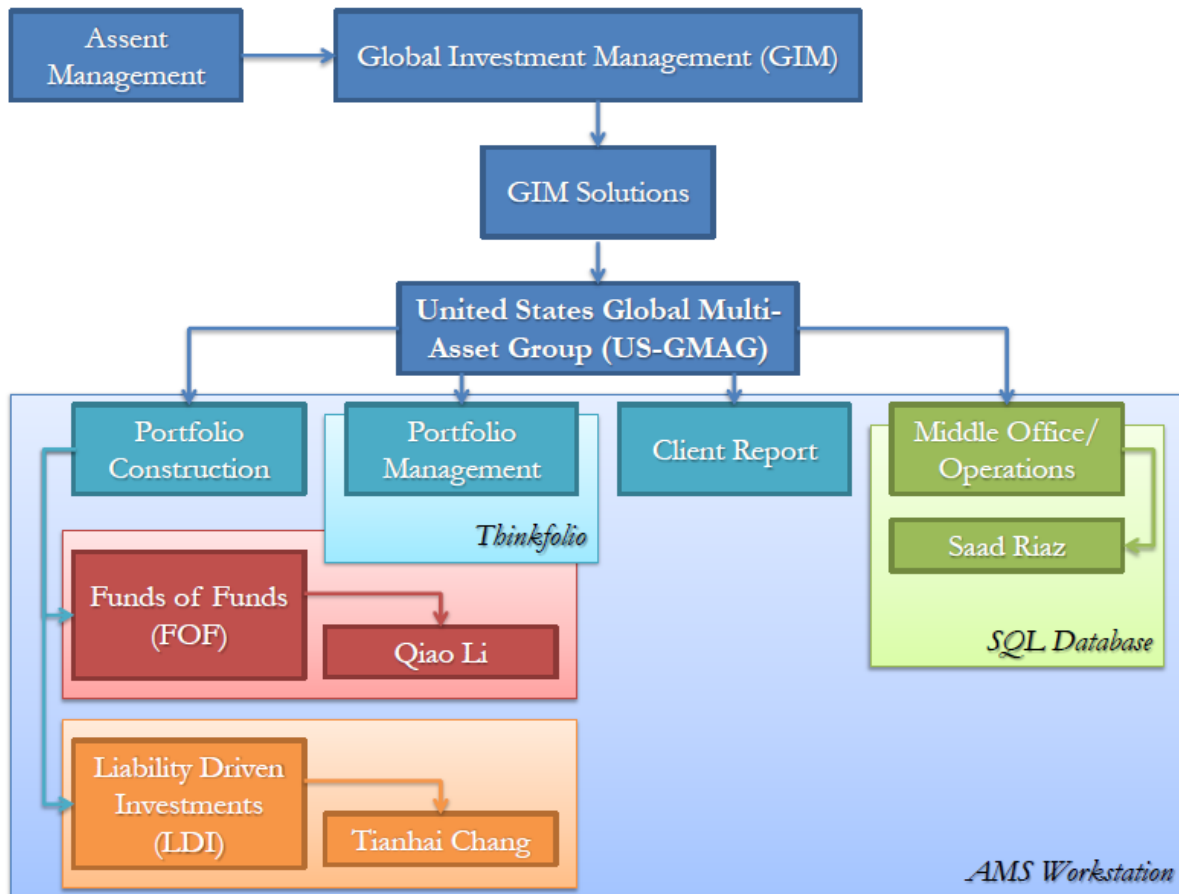 Assent
Management
Global Investment Management (GIM)
GIM Solutions
United States Global Multi-
Asset Group (US-GMAG)
Portfolio
Construction
Portfolio
Management
Client Report
Middle Office/
Operations
Thinkfolio
Saad Riaz
Funds of Funds
(FOF)
Qiao Li
SQL Database
Liability Driven
Investments
(LDI)
Tianhai Chang
AMS Workstation